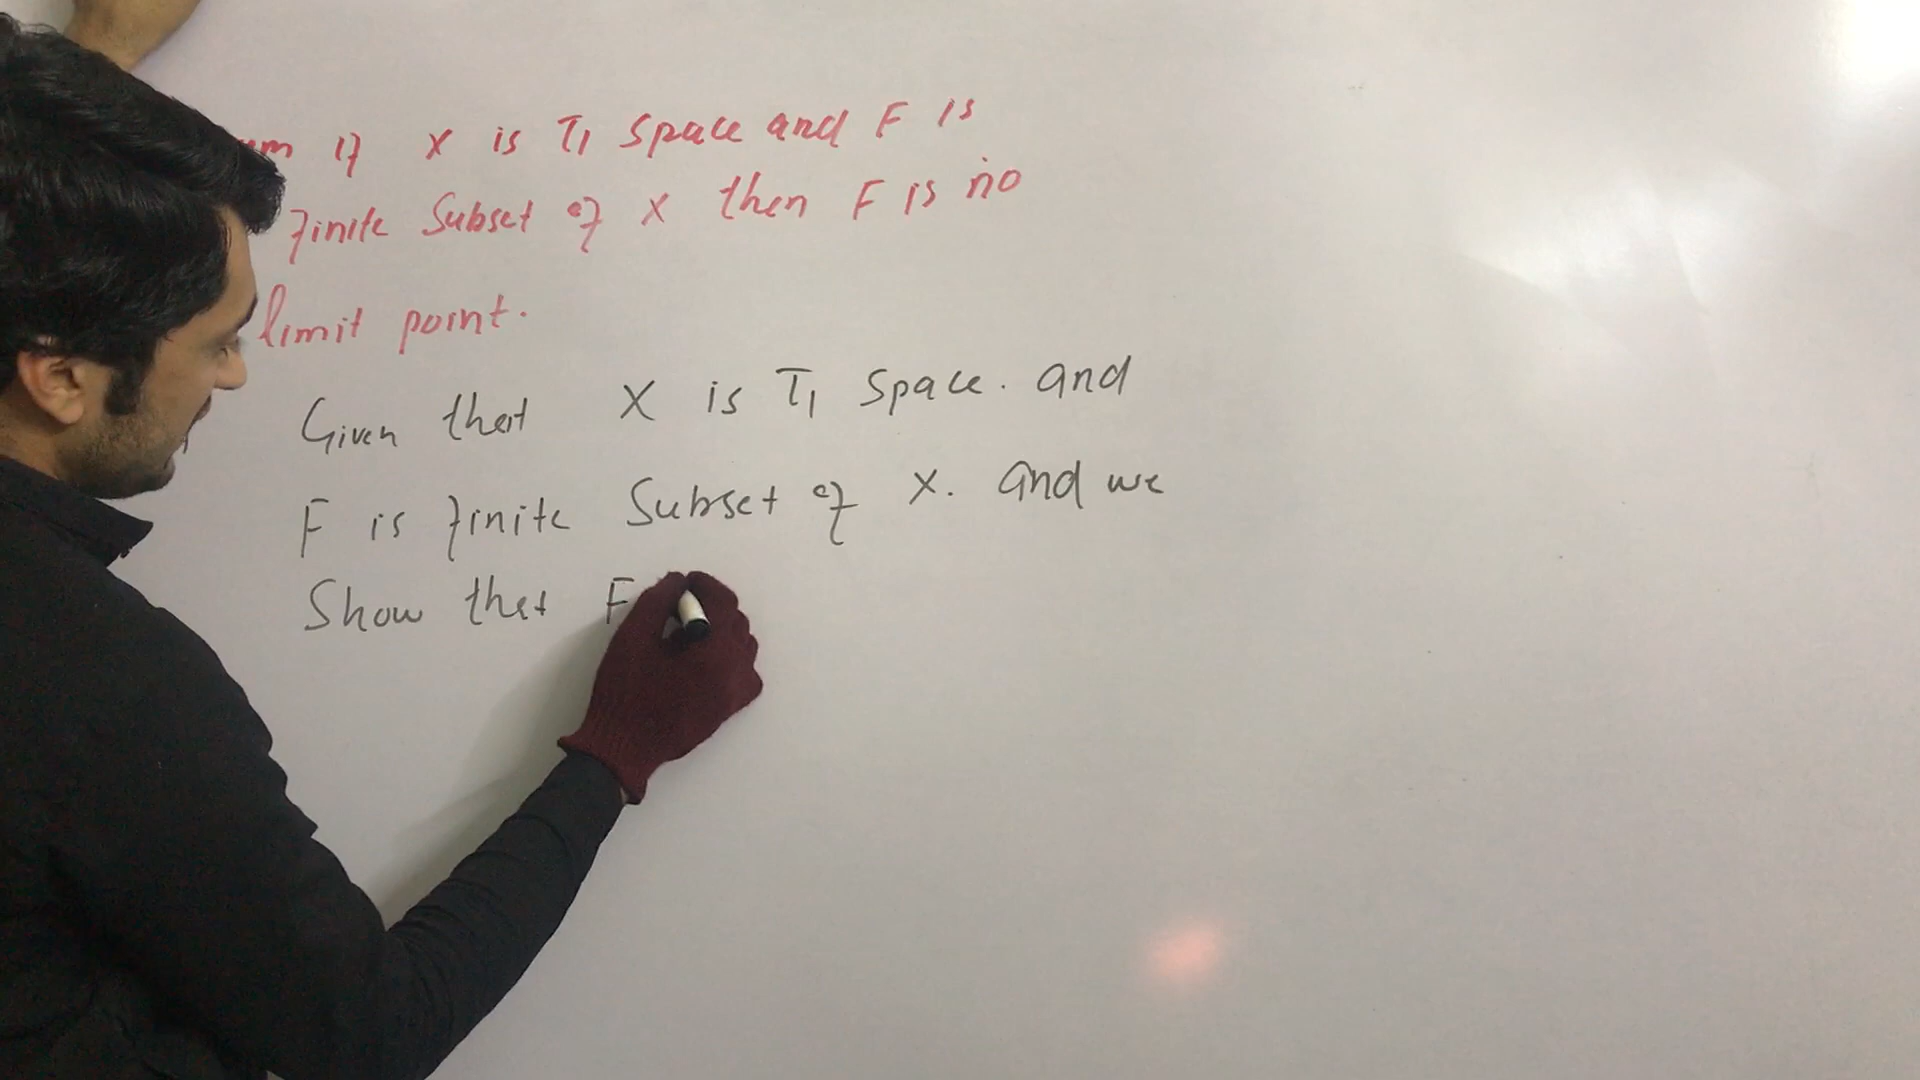 If X is T1 Space and F is
finite Subset of X then F is no
limit point.
Given that X is T1 Space. and
F is finite Subset of X. and we
Show that F